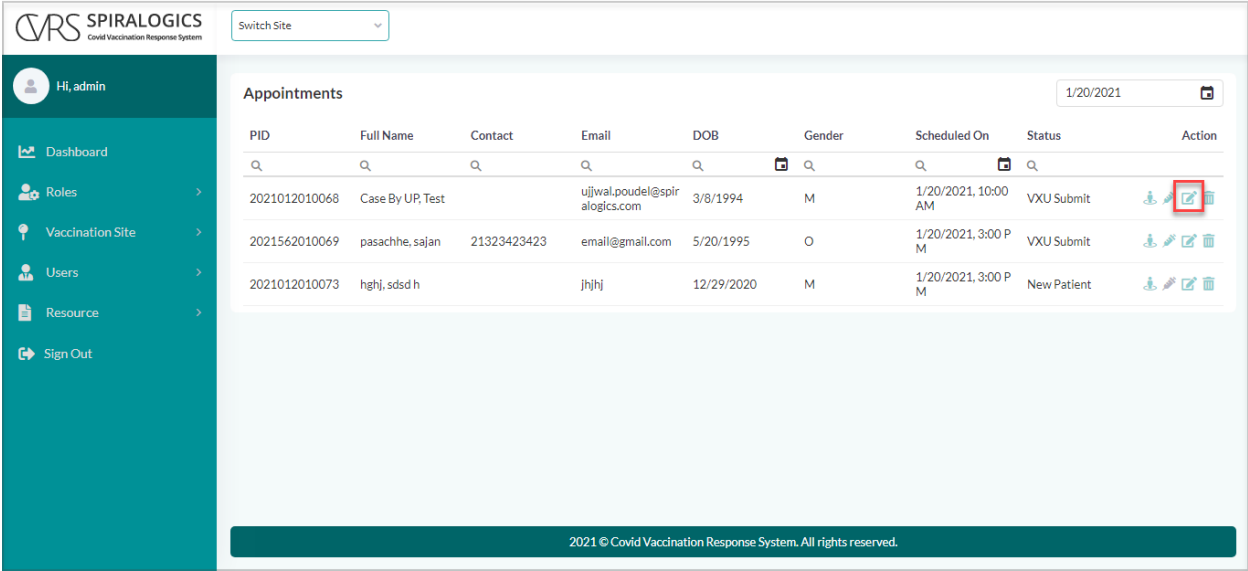 CVRS SPIRALOGICS
Covid Vaccination Response System
Switch Site
Hi, admin
Dashboard
Roles
Vaccination Site
Users
Resource
Sign Out
Appointments
1/20/2021
PID Full Name Contact Email DOB Gender Scheduled On Status Action
2021012010068 Case By UP, Test ujjwal.poudel@spir 3/8/1994 M 1/20/2021, 10:00 VXU Submit
alogics.com AM
2021562010069 pasachhe, sajan 21323423423 email@gmail.com 5/20/1995 O 1/20/2021, 3:00 P VXU Submit
M
2021012010073 hghj, sdsd h jhjhj 12/29/2020 M 1/20/2021, 3:00 P New Patient
M
2021 © Covid Vaccination Response System. All rights reserved.